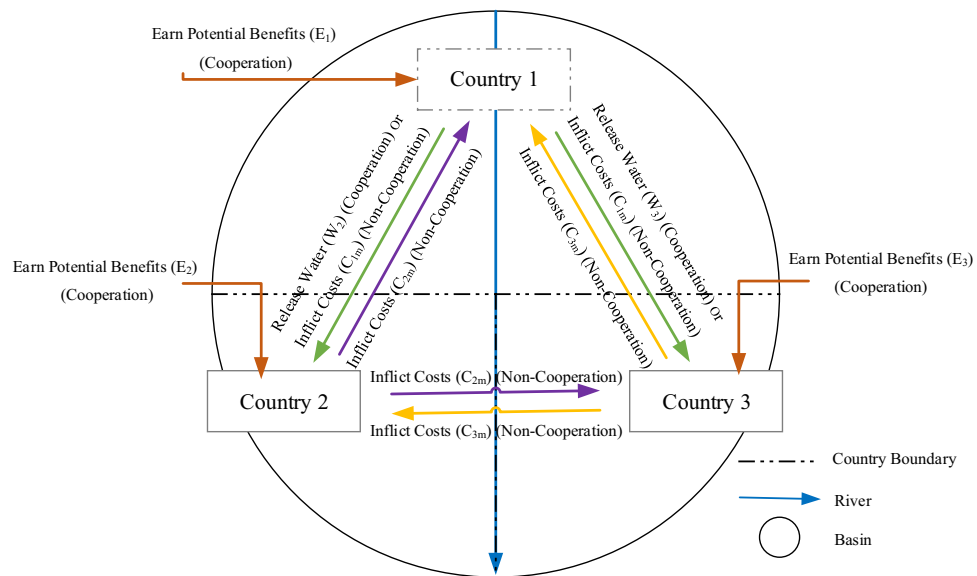 Earn Potential Benefits (E₁)
(Cooperation)
Country 1
Release Water (W₂) (Cooperation) or
Inflict Costs (C₁ₘ) (Non-Cooperation)
Inflict Costs (C₂ₘ) (Non-Cooperation)
Release Water (W₃) (Cooperation) or
Inflict Costs (C₁ₘ) (Non-Cooperation)
Inflict Costs (C₃ₘ) (Non-Cooperation)
Earn Potential Benefits (E₂)
(Cooperation)
Earn Potential Benefits (E₃)
(Cooperation)
Country 2
Inflict Costs (C₂ₘ) (Non-Cooperation)
Inflict Costs (C₃ₘ) (Non-Cooperation)
Country 3
Country Boundary
River
Basin